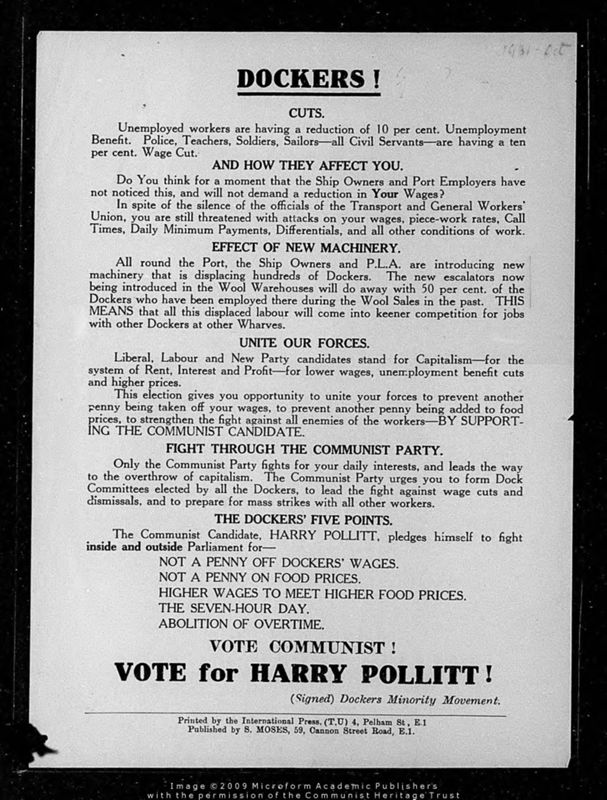 1931 - Oct
DOCKERS !
CUTS.
Unemployed workers are having a reduction of 10 per cent. Unemployment
Benefit. Police, Teachers, Soldiers, Sailors—all Civil Servants—are having a ten
per cent. Wage Cut.
AND HOW THEY AFFECT YOU.
Do You think for a moment that the Ship Owners and Port Employers have
not noticed this, and will not demand a reduction in Your Wages?
In spite of the silence of the officials of the Transport and General Workers'
Union, you are still threatened with attacks on your wages, piece-work rates, Call
Times, Daily Minimum Payments, Differentials, and all other conditions of work.
EFFECT OF NEW MACHINERY.
All round the Port, the Ship Owners and P.L.A. are introducing new
machinery that is displacing hundreds of Dockers. The new escalators now
being introduced in the Wool Warehouses will do away with 50 per cent. of the
Dockers who have been employed there during the Wool Sales in the past. THIS
MEANS that all this displaced labour will come into keener competition for jobs
with other Dockers at other Wharves.
UNITE OUR FORCES.
Liberal, Labour and New Party candidates stand for Capitalism—for the
system of Rent, Interest and Profit—for lower wages, unemployment benefit cuts
and higher prices.
This election gives you opportunity to unite your forces to prevent another
penny being taken off your wages, to prevent another penny being added to food
prices, to strengthen the fight against all enemies of the workers—BY SUPPORT-
ING THE COMMUNIST CANDIDATE.
FIGHT THROUGH THE COMMUNIST PARTY.
Only the Communist Party fights for your daily interests, and leads the way
to the overthrow of capitalism. The Communist Party urges you to form Dock
Committees elected by all the Dockers, to lead the fight against wage cuts and
dismissals, and to prepare for mass strikes with all other workers.
THE DOCKERS' FIVE POINTS.
The Communist Candidate, HARRY POLLITT, pledges himself to fight
inside and outside Parliament for—
NOT A PENNY OFF DOCKERS' WAGES.
NOT A PENNY ON FOOD PRICES.
HIGHER WAGES TO MEET HIGHER FOOD PRICES.
THE SEVEN-HOUR DAY.
ABOLITION OF OVERTIME.
VOTE COMMUNIST !
VOTE for HARRY POLLITT !
(Signed) Dockers Minority Movement.
Printed by the International Press, (T.U) 4, Pelham St , E.1
Published by S. MOSES, 59, Cannon Street Road, E.1.
Image ©2009 Microform Academic Publishers
with the permission of the Communist Heritage Trust